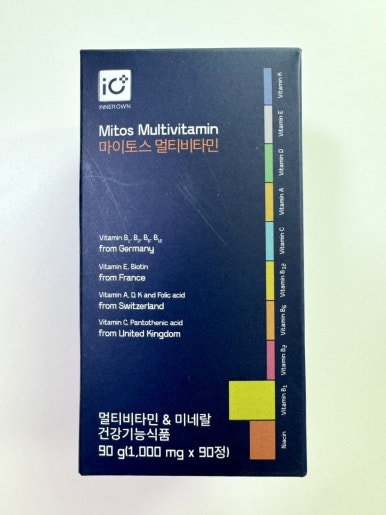 iO+
INNEROWN
Mitos Multivitamin
마이토스 멀티비타민
Vitamin B₁, B₂, B₆, B₁₂
from Germany
Vitamin E, Biotin
from France
Vitamin A, D, K and Folic acid
from Switzerland
Vitamin C, Pantothenic acid
from United Kingdom
멀티비타민 & 미네랄
건강기능식품
90 g(1,000 mg x 90정)
Vitamin K
Vitamin E
Vitamin D
Vitamin A
Vitamin C
Vitamin B₁₂
Vitamin B₆
Vitamin B₂
Vitamin B₁
Niacin